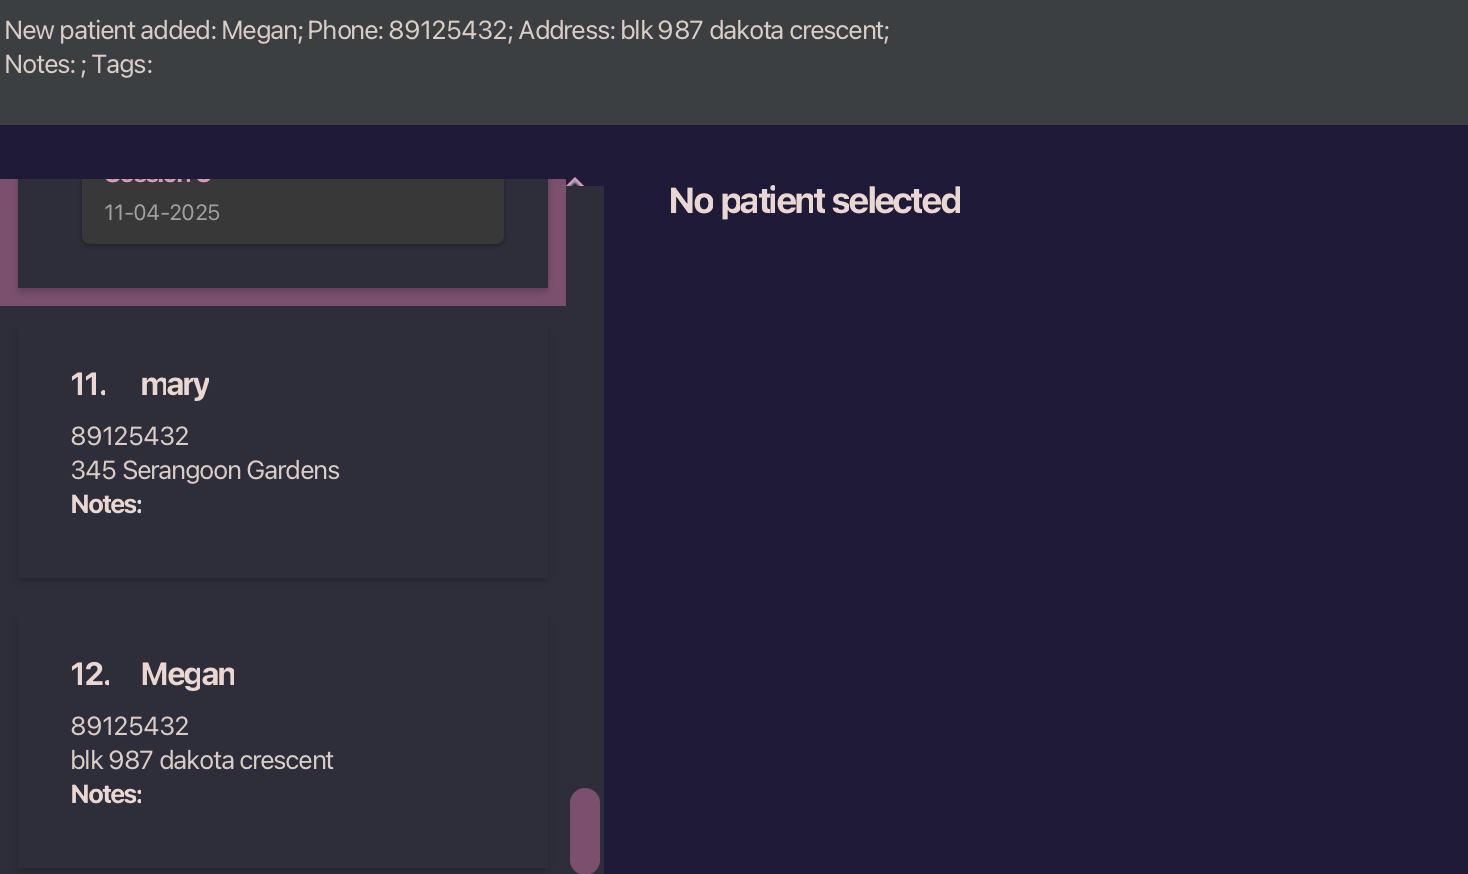 New patient added: Megan; Phone: 89125432; Address: blk 987 dakota crescent;
Notes: ; Tags:
11-04-2025
No patient selected
11. mary
89125432
345 Serangoon Gardens
Notes:
12. Megan
89125432
blk 987 dakota crescent
Notes: